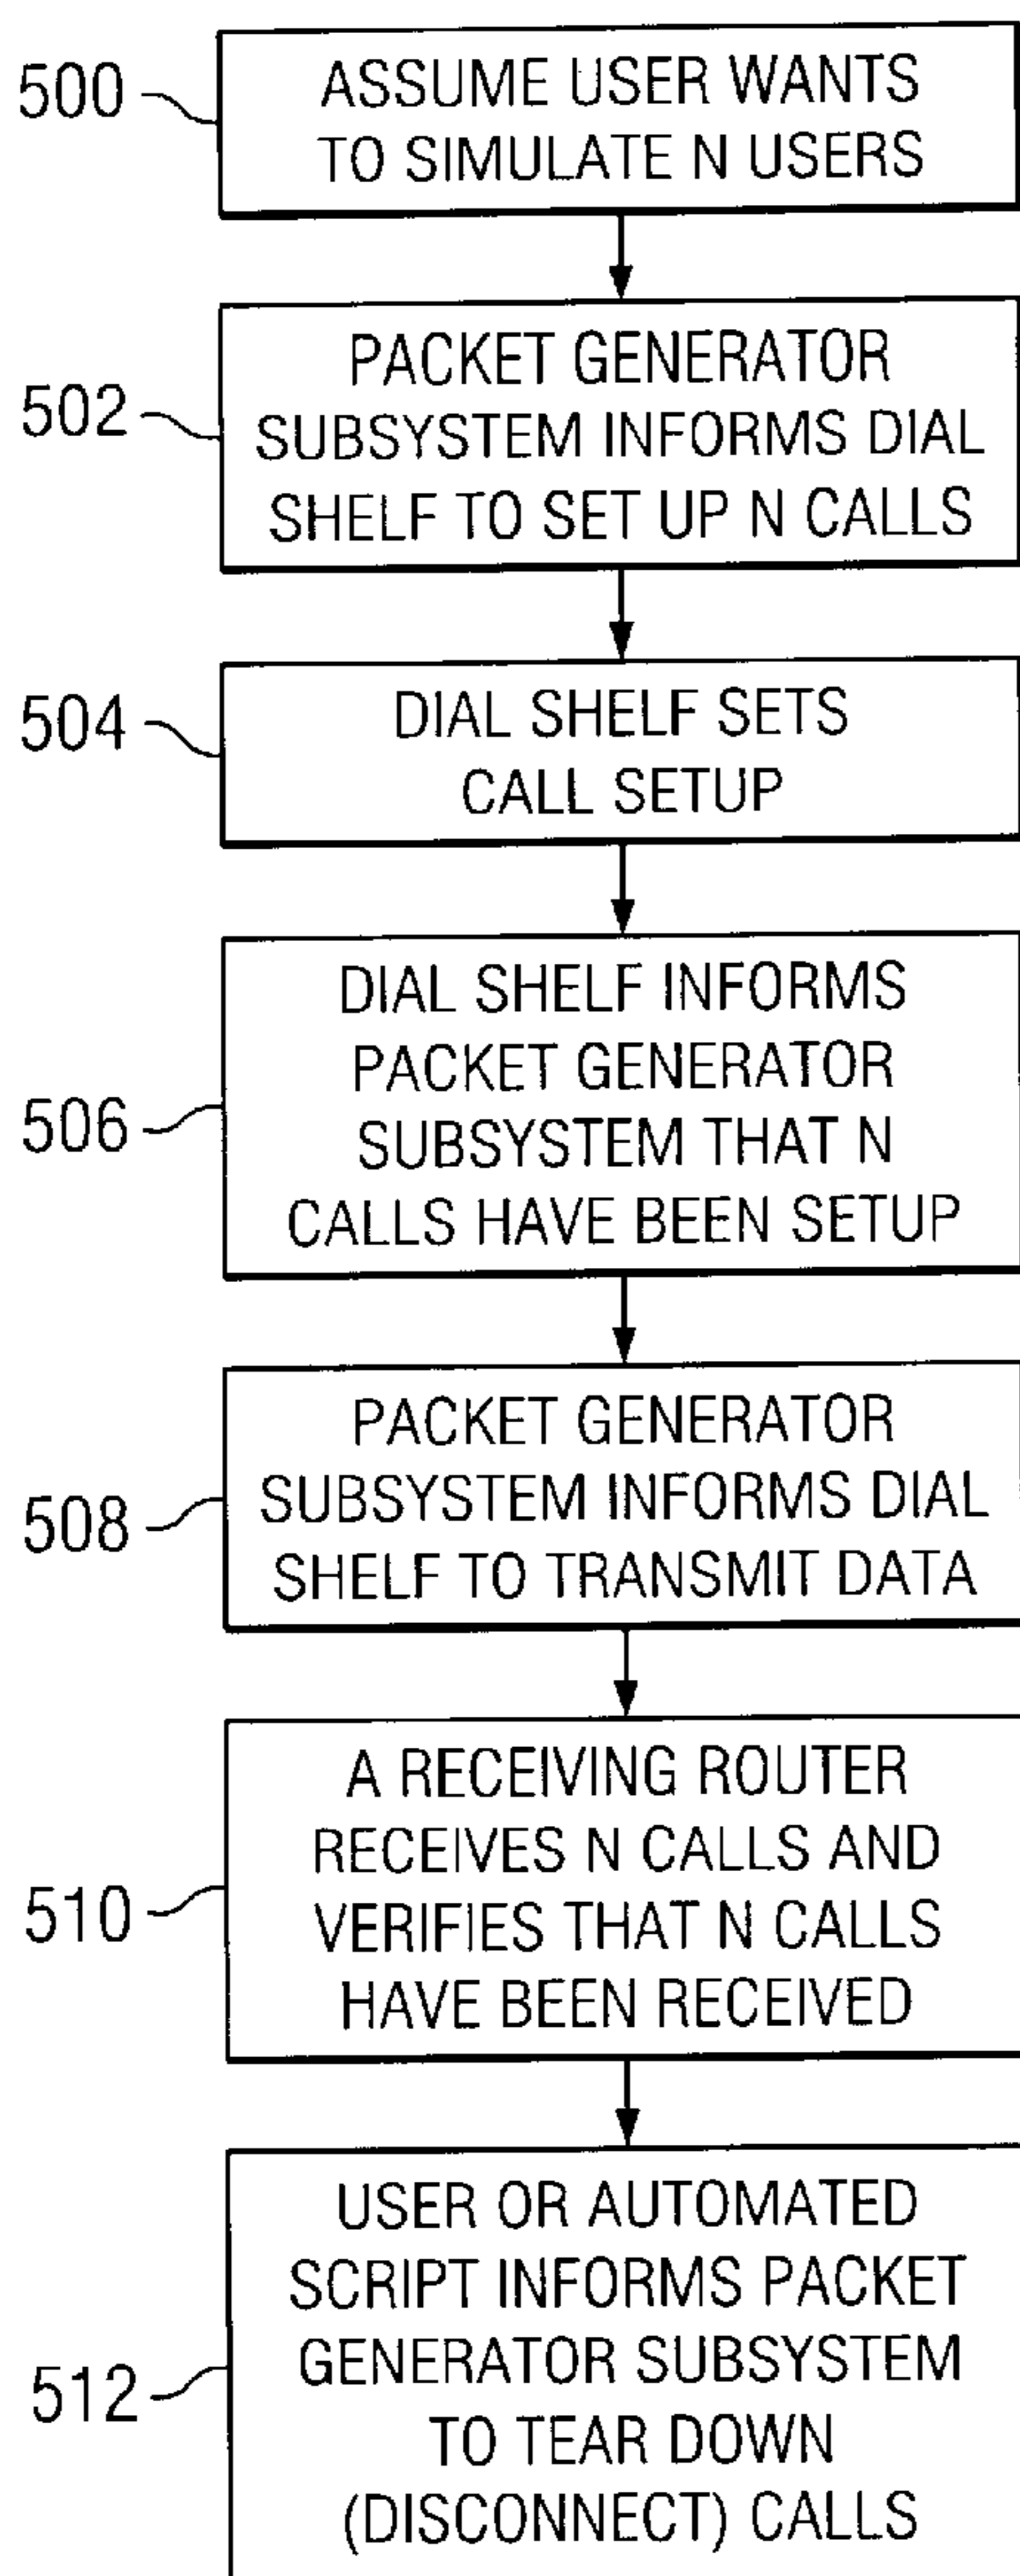 500
ASSUME USER WANTS
TO SIMULATE N USERS
502
PACKET GENERATOR
SUBSYSTEM INFORMS DIAL
SHELF TO SET UP N CALLS
504
DIAL SHELF SETS
CALL SETUP
506
DIAL SHELF INFORMS
PACKET GENERATOR
SUBSYSTEM THAT N
CALLS HAVE BEEN SETUP
508
PACKET GENERATOR
SUBSYSTEM INFORMS DIAL
SHELF TO TRANSMIT DATA
510
A RECEIVING ROUTER
RECEIVES N CALLS AND
VERIFIES THAT N CALLS
HAVE BEEN RECEIVED
512
USER OR AUTOMATED
SCRIPT INFORMS PACKET
GENERATOR SUBSYSTEM
TO TEAR DOWN
(DISCONNECT) CALLS